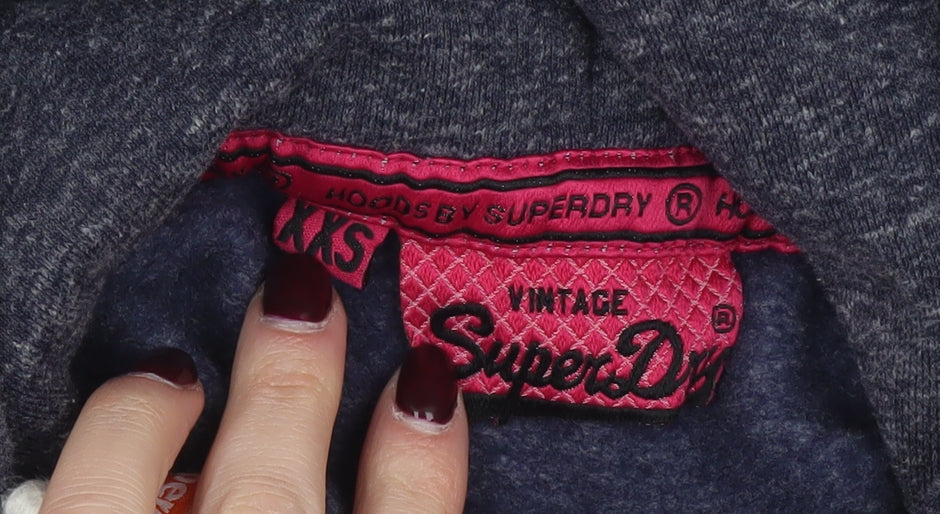 HOODS BY SUPERDRY ®
XXS
VINTAGE
SuperDry ®